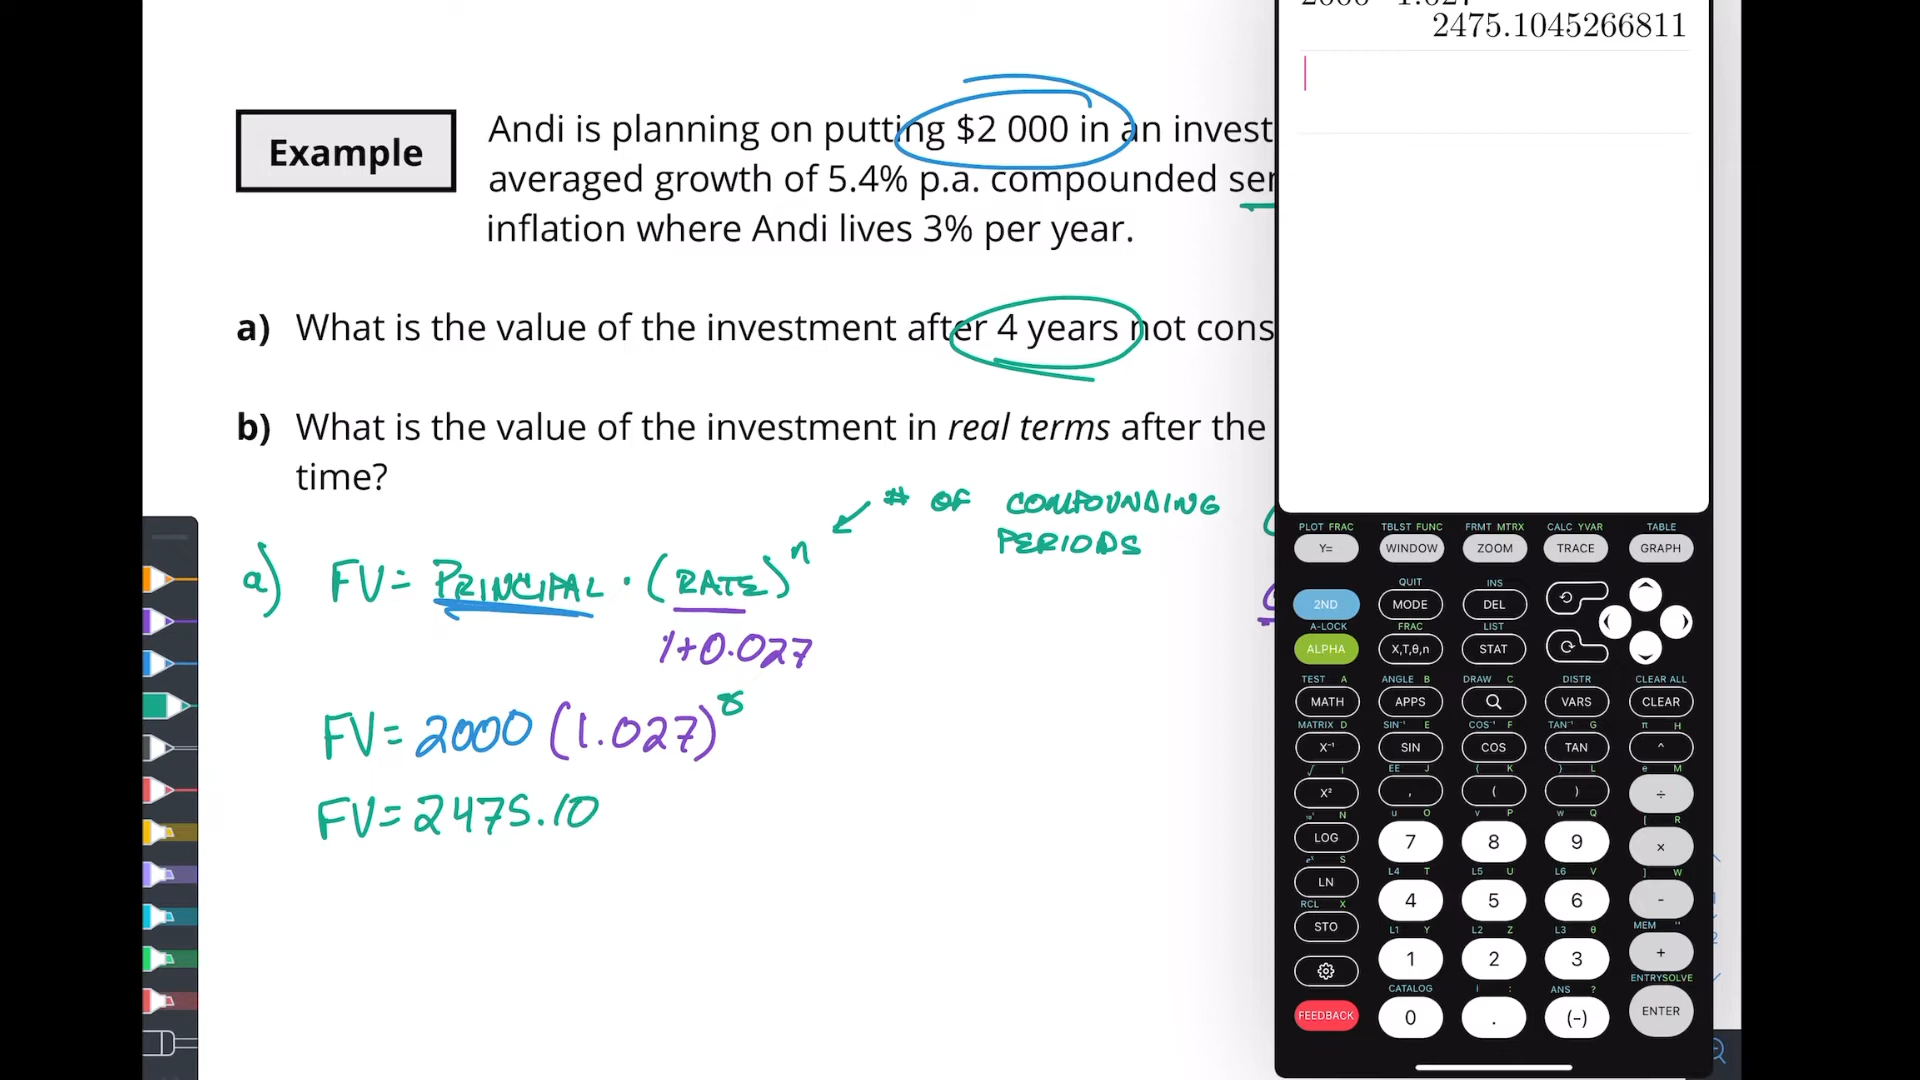 2475.1045266811
Example
Andi is planning on putting $2 000 in an invest
averaged growth of 5.4% p.a. compounded
inflation where Andi lives 3% per year.
a) What is the value of the investment after 4 years not cons
b) What is the value of the investment in real terms after the
time?
# OF COMPOUNDING
PERIODS
a) FV = PRINCIPAL · (RATE)ⁿ
1+0.027
FV = 2000 (1.027)⁸
FV = 2475.10
PLOT FRAC TBLST FUNC FRMT MTRX CALC YVAR TABLE
Y= WINDOW ZOOM TRACE GRAPH
QUIT INS
2ND MODE DEL
A-LOCK FRAC LIST
ALPHA X,T,θ,n STAT
TEST A ANGLE B DRAW C DISTR CLEAR ALL
MATH APPS VARS CLEAR
MATRIX D SIN⁻¹ E COS⁻¹ F TAN⁻¹ G π H
X⁻¹ SIN COS TAN ^
√ I EE J { K } L e M
X² , ( ) ÷
10ˣ N u O v P w Q [ R
LOG 7 8 9 ×
eˣ S L4 T L5 U L6 V ] W
LN 4 5 6 -
RCL X L1 Y L2 Z L3 θ MEM "
STO 1 2 3 +
CATALOG i : ANS ? ENTRY SOLVE
FEEDBACK 0 . (-) ENTER